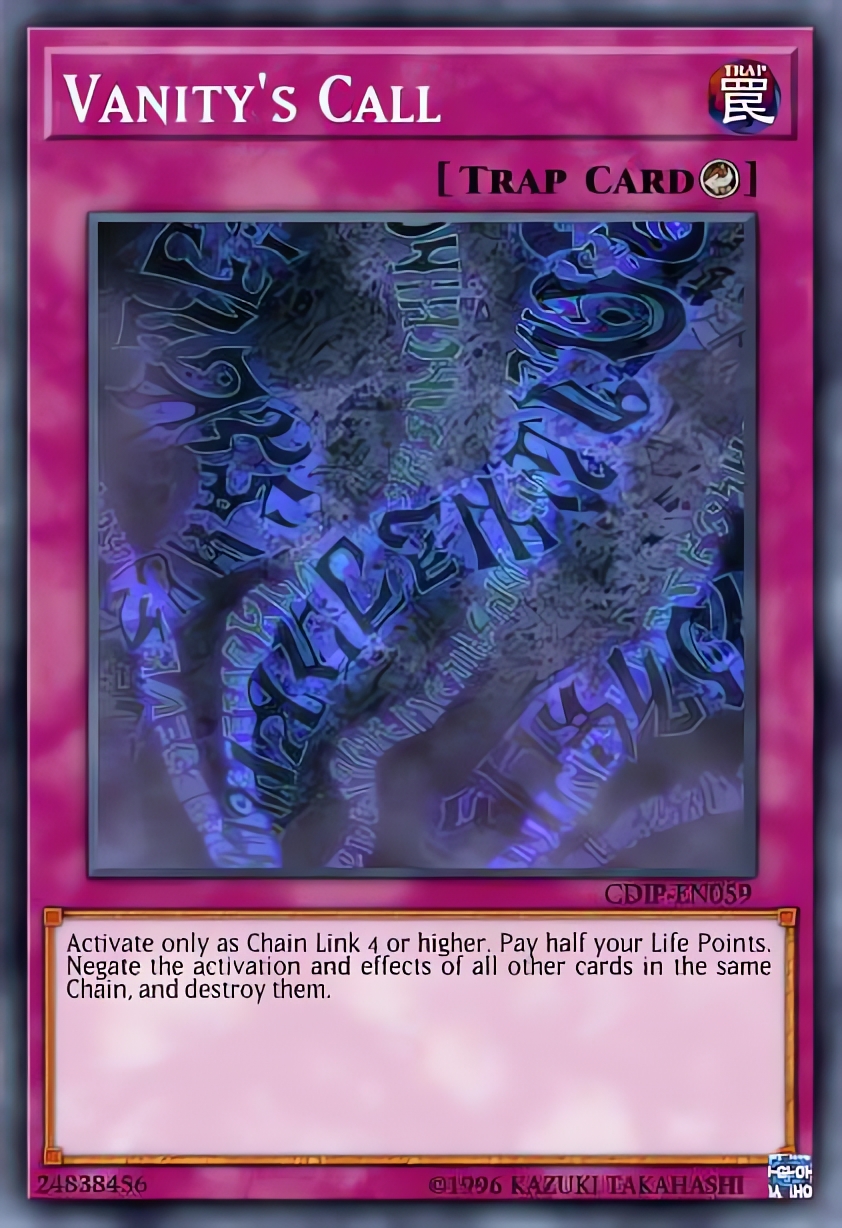 VANITY'S CALL
TRAP
罠
[TRAP CARD]
CDIP-EN059
Activate only as Chain Link 4 or higher. Pay half your Life Points.
Negate the activation and effects of all other cards in the same
Chain, and destroy them.
24838456
©1996 KAZUKI TAKAHASHI